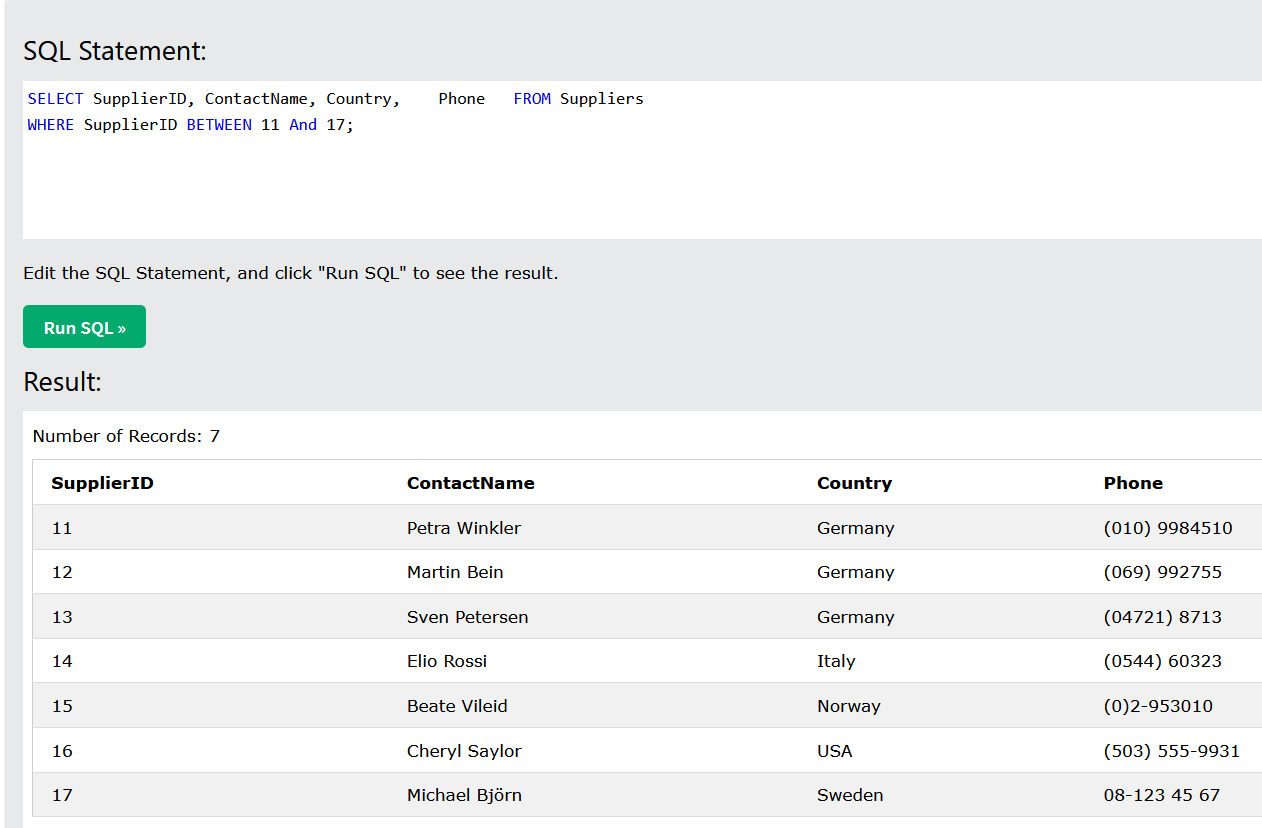 SQL Statement:
SELECT SupplierID, ContactName, Country,    Phone   FROM Suppliers
WHERE SupplierID BETWEEN 11 And 17;
Edit the SQL Statement, and click "Run SQL" to see the result.
Run SQL »
Result:
Number of Records: 7
SupplierID ContactName Country Phone
11 Petra Winkler Germany (010) 9984510
12 Martin Bein Germany (069) 992755
13 Sven Petersen Germany (04721) 8713
14 Elio Rossi Italy (0544) 60323
15 Beate Vileid Norway (0)2-953010
16 Cheryl Saylor USA (503) 555-9931
17 Michael Björn Sweden 08-123 45 67